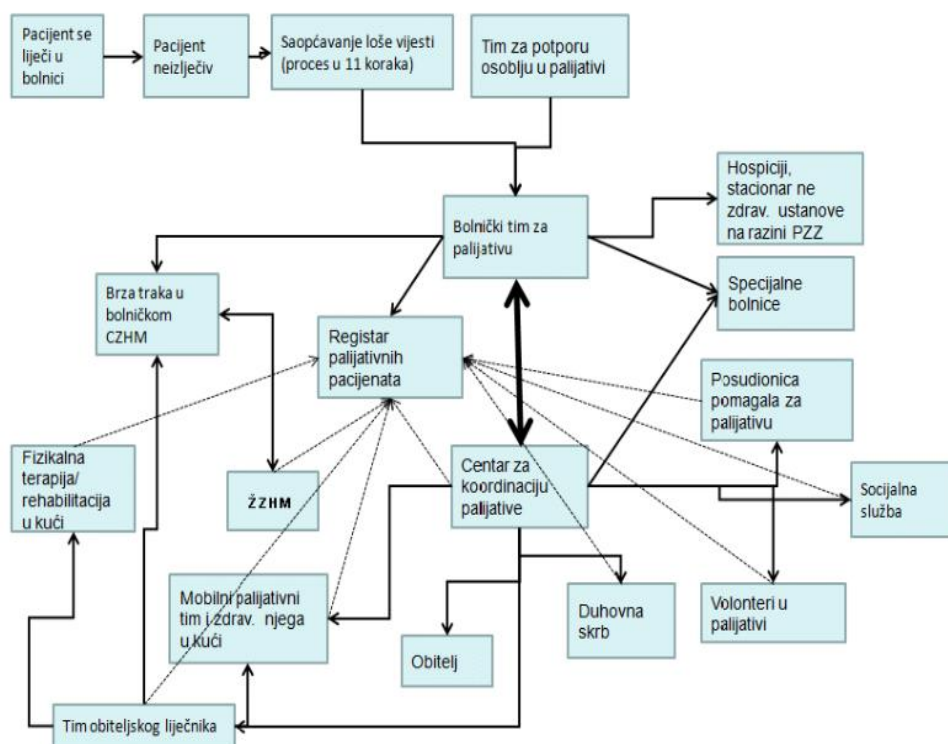 Pacijent se
liječi u
bolnici
Pacijent
neizlječiv
Saopćavanje loše vijesti
(proces u 11 koraka)
Tim za potporu
osoblju u palijativi
Hospiciji,
stacionar ne
zdrav. ustanove
na razini PZZ
Bolnički tim za
palijativu
Brza traka u
bolničkom
CZHM
Specijalne
bolnice
Registar
palijativnih
pacijenata
Posudionica
pomagala za
palijativu
Fizikalna
terapija/
rehabilitacija
u kući
ŽZHM
Centar za
koordinaciju
palijative
Socijalna
služba
Mobilni palijativni
tim i zdrav. njega
u kući
Obitelj
Duhovna
skrb
Volonteri u
palijativi
Tim obiteljskog liječnika